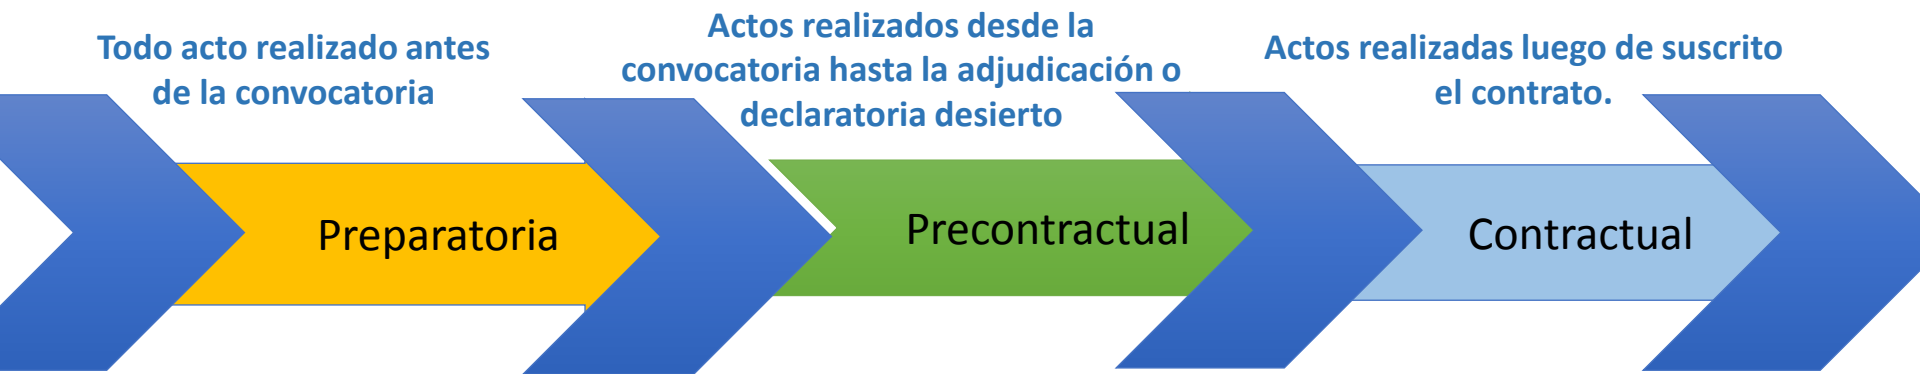 Todo acto realizado antes
de la convocatoria
Actos realizados desde la
convocatoria hasta la adjudicación o
declaratoria desierto
Actos realizadas luego de suscrito
el contrato.
Preparatoria
Precontractual
Contractual